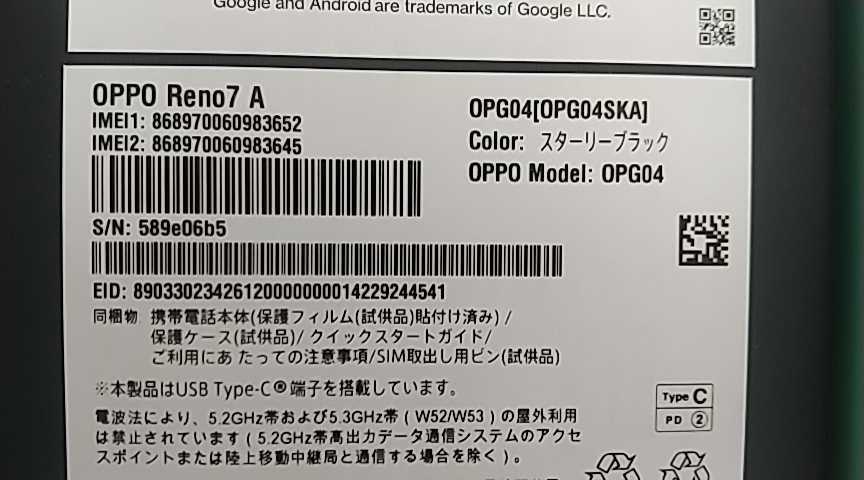 Google and Android are trademarks of Google LLC.
OPPO Reno7 A
IMEI1: 868970060983652
IMEI2: 868970060983645
OPG04[OPG04SKA]
Color: スターリーブラック
OPPO Model: OPG04
S/N: 589e06b5
EID: 89033023426120000000014229244541
同梱物: 携帯電話本体(保護フィルム(試供品)貼付け済み) /
保護ケース(試供品)/ クイックスタートガイド/
ご利用にあ たっての注意事項/SIM取出し用ピン(試供品)
※本製品はUSB Type-C®端子を搭載しています。
電波法により、5.2GHz帯および5.3GHz帯（W52/W53）の屋外利用
は禁止されています（5.2GHz帯高出力データ通信システムのアクセ
スポイントまたは陸上移動中継局と通信する場合を除く）。
Type C
PD 2